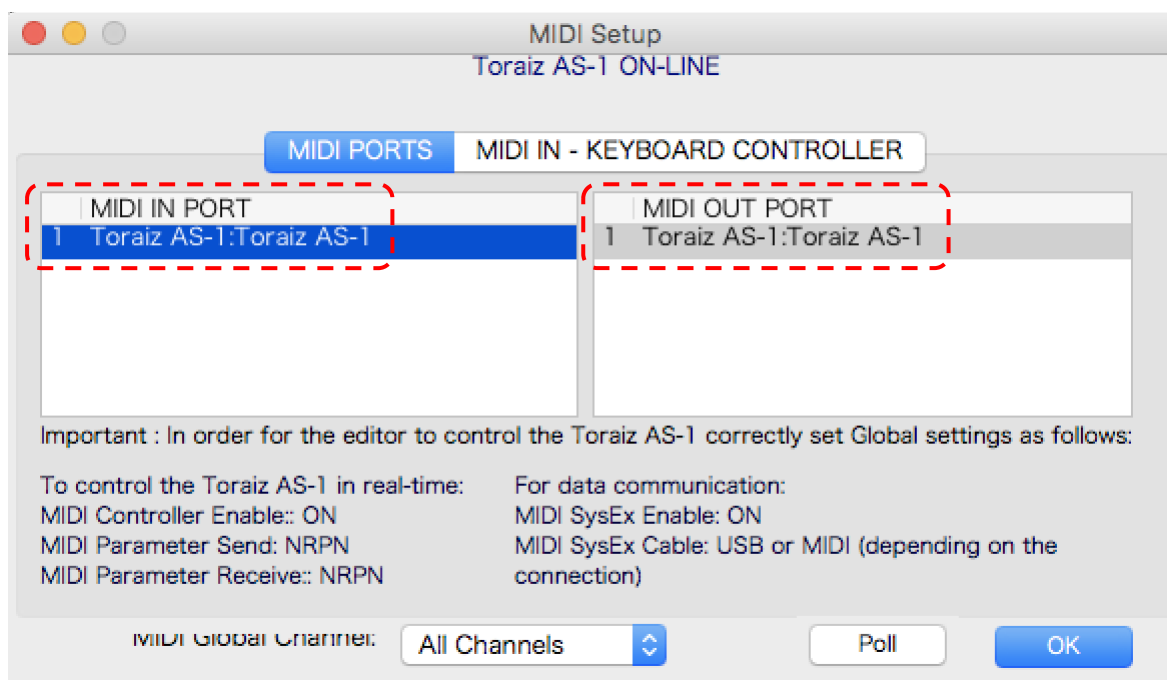 MIDI Setup
Toraiz AS-1 ON-LINE
MIDI PORTS MIDI IN - KEYBOARD CONTROLLER
MIDI IN PORT
1 Toraiz AS-1:Toraiz AS-1
MIDI OUT PORT
1 Toraiz AS-1:Toraiz AS-1
Important : In order for the editor to control the Toraiz AS-1 correctly set Global settings as follows:
To control the Toraiz AS-1 in real-time:
MIDI Controller Enable:: ON
MIDI Parameter Send: NRPN
MIDI Parameter Receive:: NRPN
For data communication:
MIDI SysEx Enable: ON
MIDI SysEx Cable: USB or MIDI (depending on the
connection)
MIDI Global Channel: All Channels Poll OK